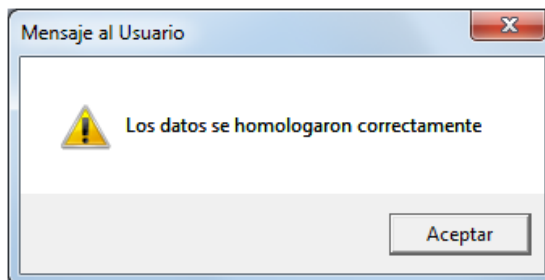 Mensaje al Usuario
Los datos se homologaron correctamente
Aceptar